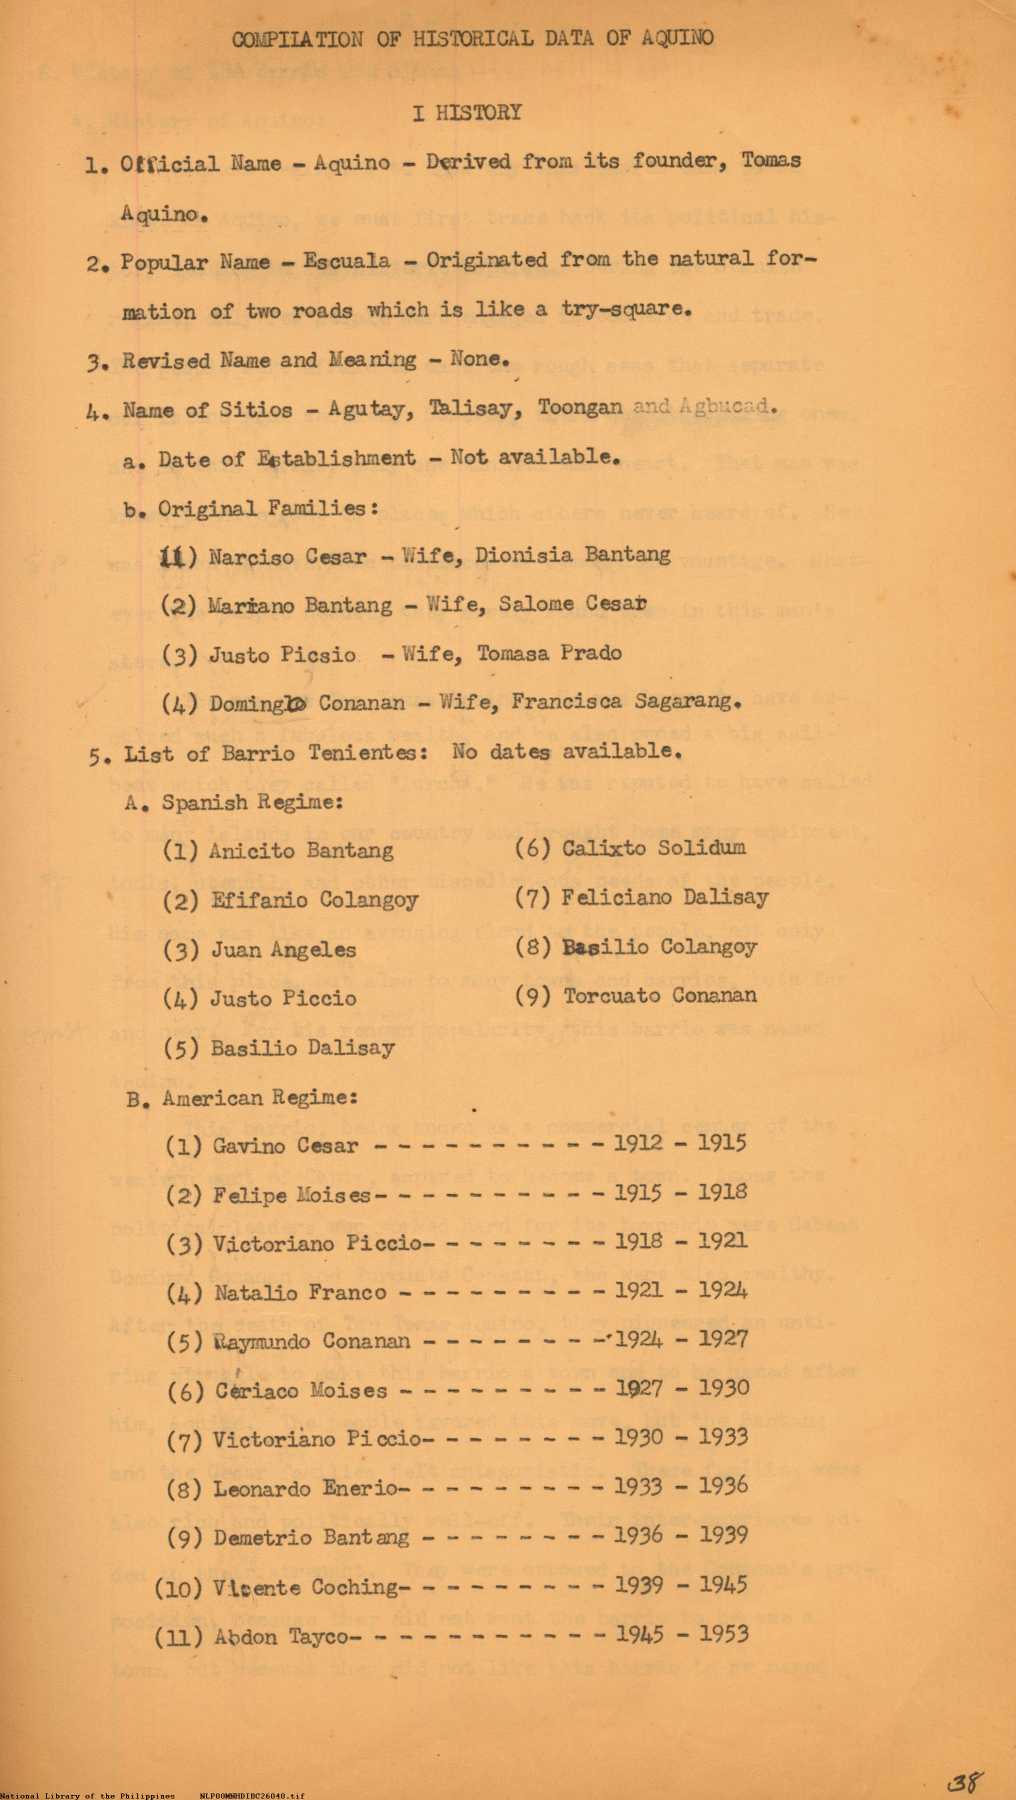 COMPILATION OF HISTORICAL DATA OF AQUINO
I HISTORY
1. Official Name - Aquino - Derived from its founder, Tomas
Aquino.
2. Popular Name - Escuala - Originated from the natural for-
mation of two roads which is like a try-square.
3. Revised Name and Meaning - None.
4. Name of Sitios - Agutay, Talisay, Toongan and Agbucad.
a. Date of Establishment - Not available.
b. Original Families:
(1) Narciso Cesar - Wife, Dionisia Bantang
(2) Mariano Bantang - Wife, Salome Cesar
(3) Justo Picsio - Wife, Tomasa Prado
(4) Domingo Conanan - Wife, Francisca Sagarang.
5. List of Barrio Tenientes: No dates available.
A. Spanish Regime:
(1) Anicito Bantang (6) Calixto Solidum
(2) Efifanio Colangoy (7) Feliciano Dalisay
(3) Juan Angeles (8) Basilio Colangoy
(4) Justo Piccio (9) Torcuato Conanan
(5) Basilio Dalisay
B. American Regime:
(1) Gavino Cesar - - - - - - - - - - 1912 - 1915
(2) Felipe Moises- - - - - - - - - - 1915 - 1918
(3) Victoriano Piccio- - - - - - - - 1918 - 1921
(4) Natalio Franco - - - - - - - - - 1921 - 1924
(5) Raymundo Conanan - - - - - - - - 1924 - 1927
(6) Ceriaco Moises - - - - - - - - - 1927 - 1930
(7) Victoriano Piccio- - - - - - - - 1930 - 1933
(8) Leonardo Enerio- - - - - - - - - 1933 - 1936
(9) Demetrio Bantang - - - - - - - - 1936 - 1939
(10) Vicente Coching- - - - - - - - - 1939 - 1945
(11) Abdon Tayco- - - - - - - - - - - 1945 - 1953
38
National Library of the Philippines NLP00M0RHDIBC26040.tif